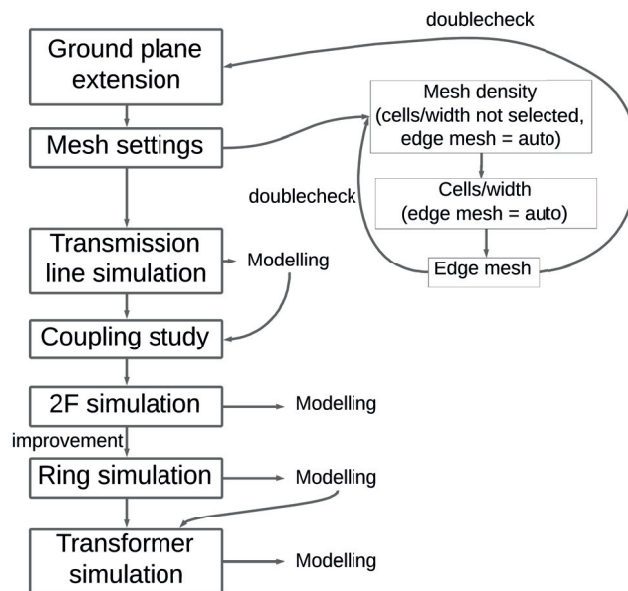 doublecheck
Ground plane
extension
Mesh density
(cells/width not selected,
edge mesh = auto)
Mesh settings
Cells/width
(edge mesh = auto)
doublecheck
Edge mesh
Transmission
line simulation
Modelling
Coupling study
2F simulation
Modelling
improvement
Ring simulation
Modelling
Transformer
simulation
Modelling